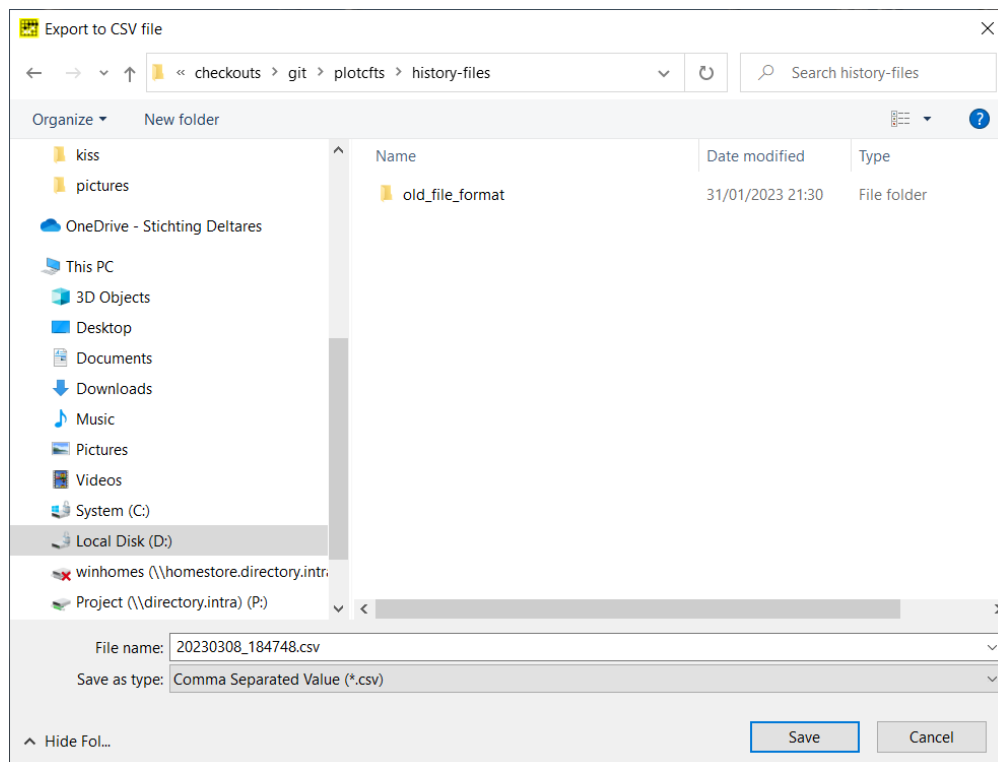 Export to CSV file
« checkouts > git > plotcfts > history-files
Search history-files
Organize
New folder
?
kiss
pictures
OneDrive - Stichting Deltares
This PC
3D Objects
Desktop
Documents
Downloads
Music
Pictures
Videos
System (C:)
Local Disk (D:)
winhomes (\\homestore.directory.intra
Project (\\directory.intra) (P:)
Name
Date modified
Type
old_file_format
31/01/2023 21:30
File folder
File name: 20230308_184748.csv
Save as type: Comma Separated Value (*.csv)
Hide Fol...
Save
Cancel